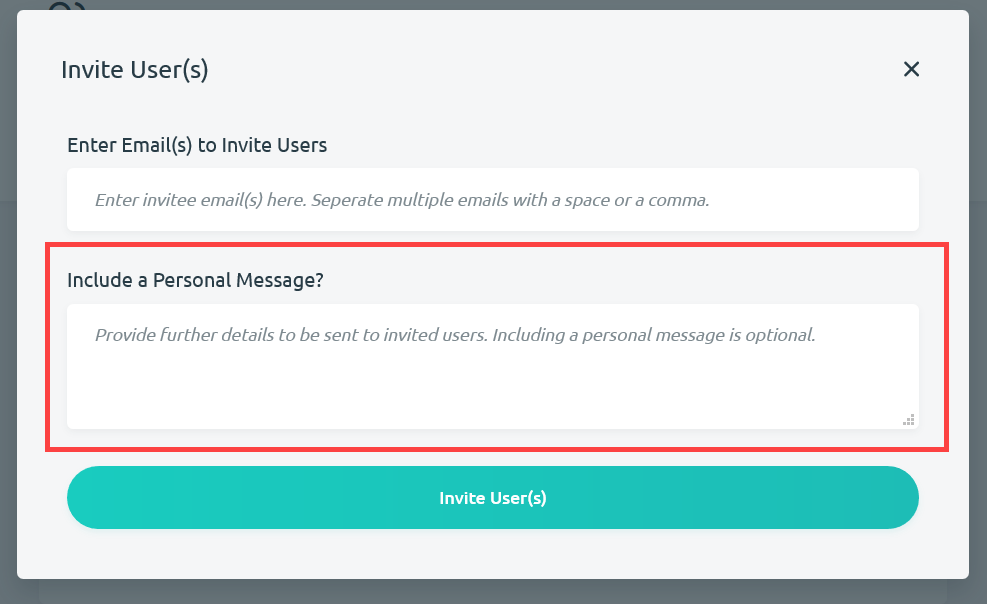 Invite User(s)
Enter Email(s) to Invite Users
Enter invitee email(s) here. Seperate multiple emails with a space or a comma.
Include a Personal Message?
Provide further details to be sent to invited users. Including a personal message is optional.
Invite User(s)